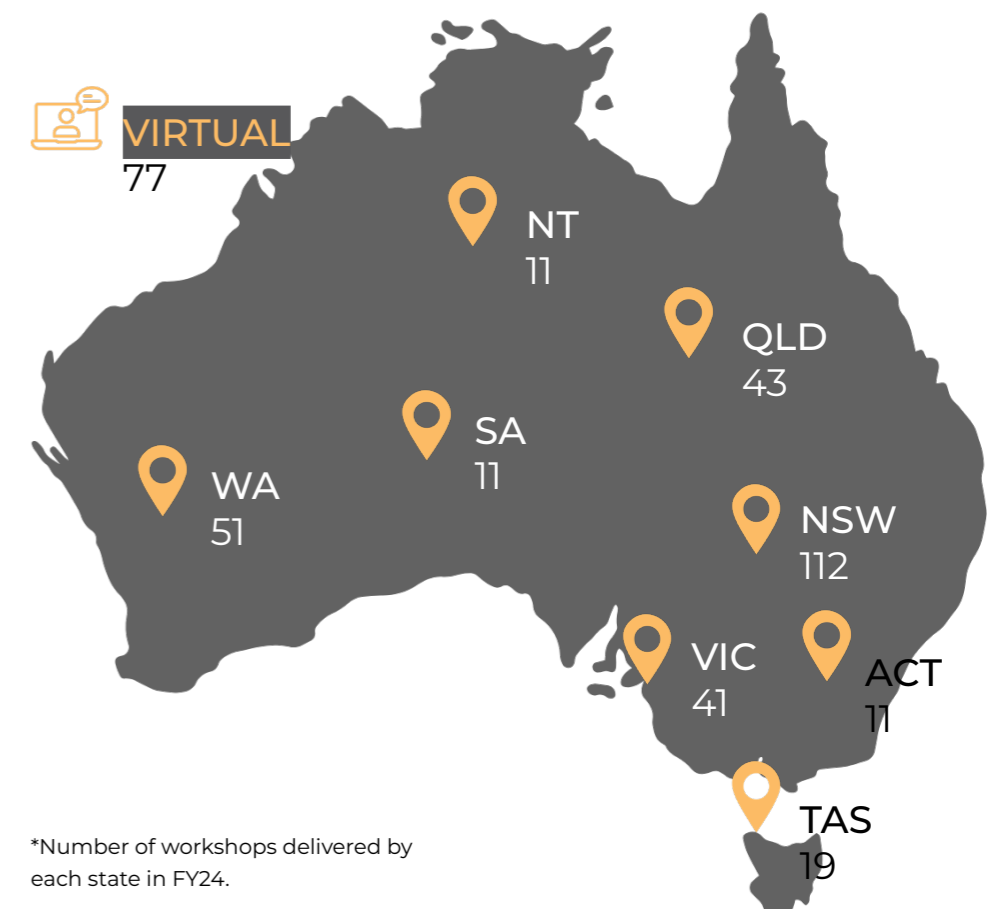 VIRTUAL
77
NT
11
QLD
43
SA
11
WA
51
NSW
112
VIC
41
ACT
11
TAS
19
*Number of workshops delivered by
each state in FY24.